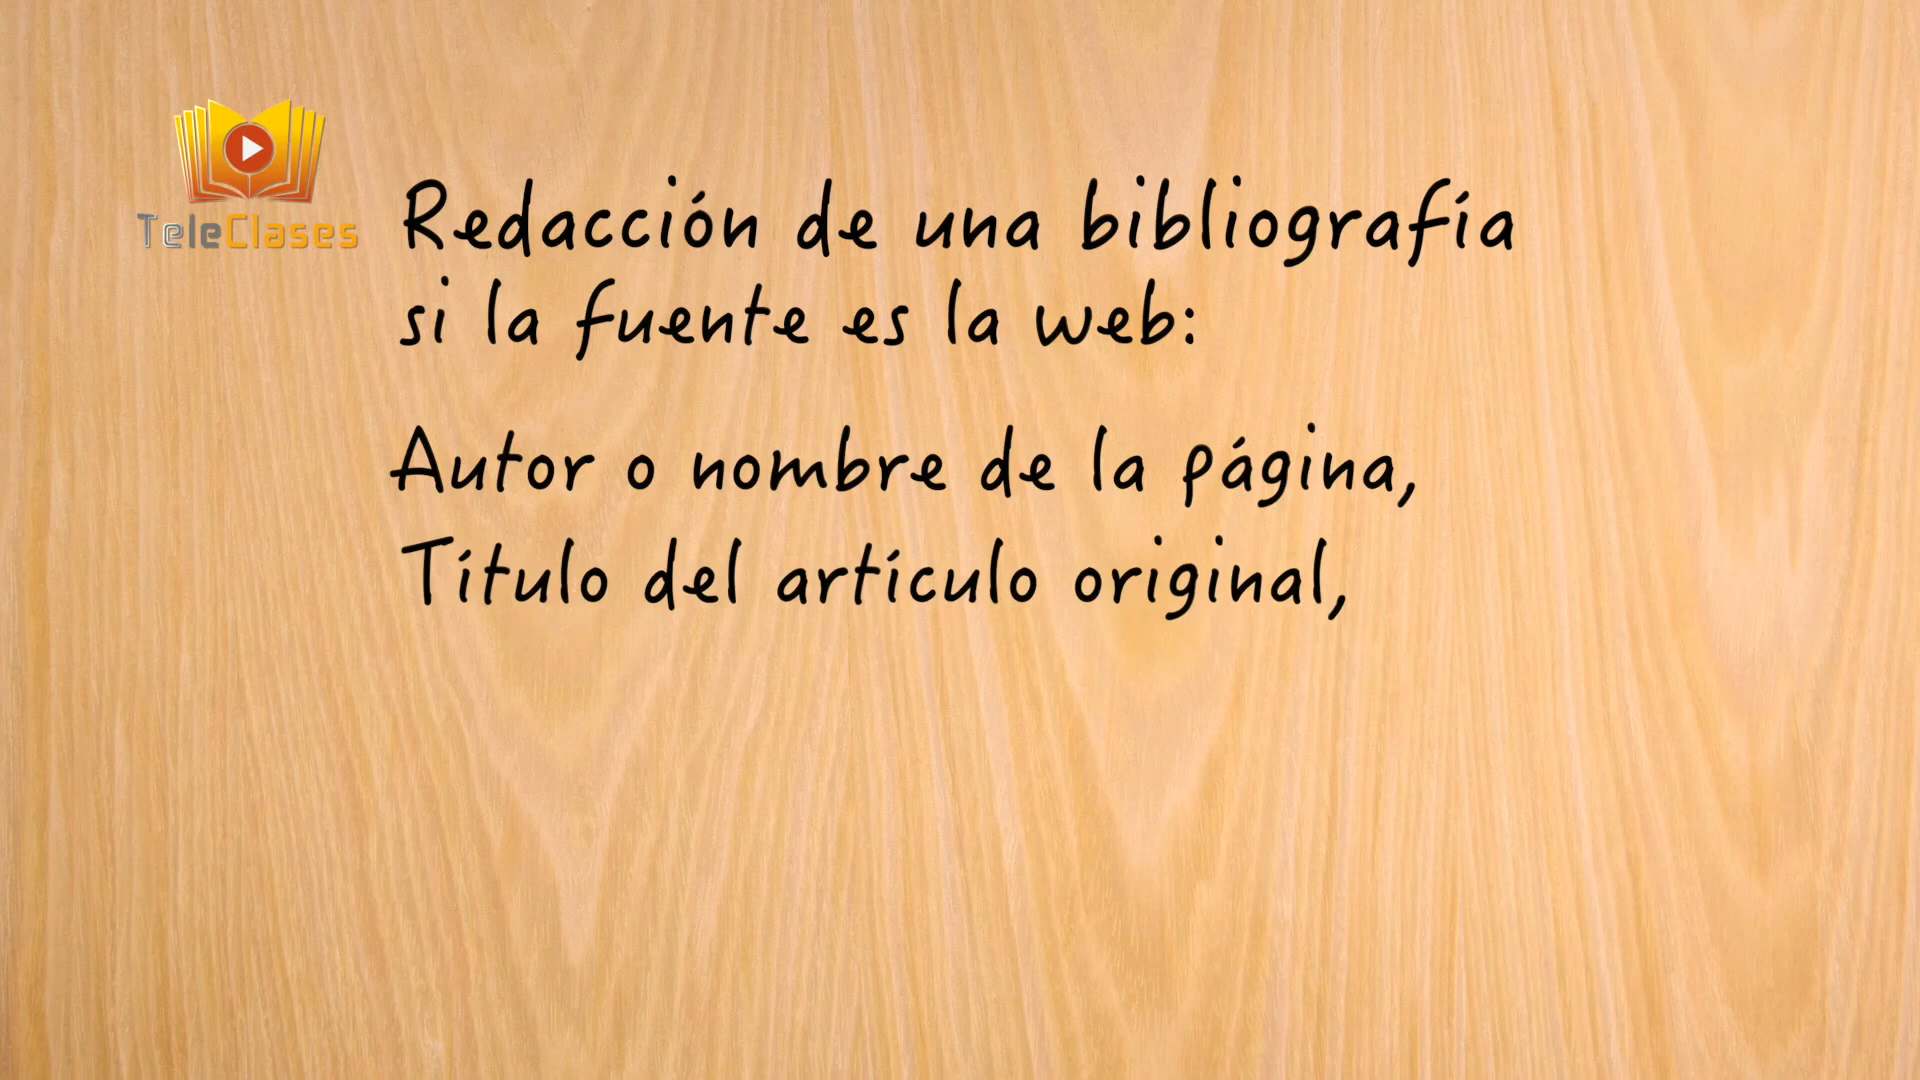 TeleClases
Redacción de una bibliografía
si la fuente es la web:
Autor o nombre de la página,
Título del artículo original,